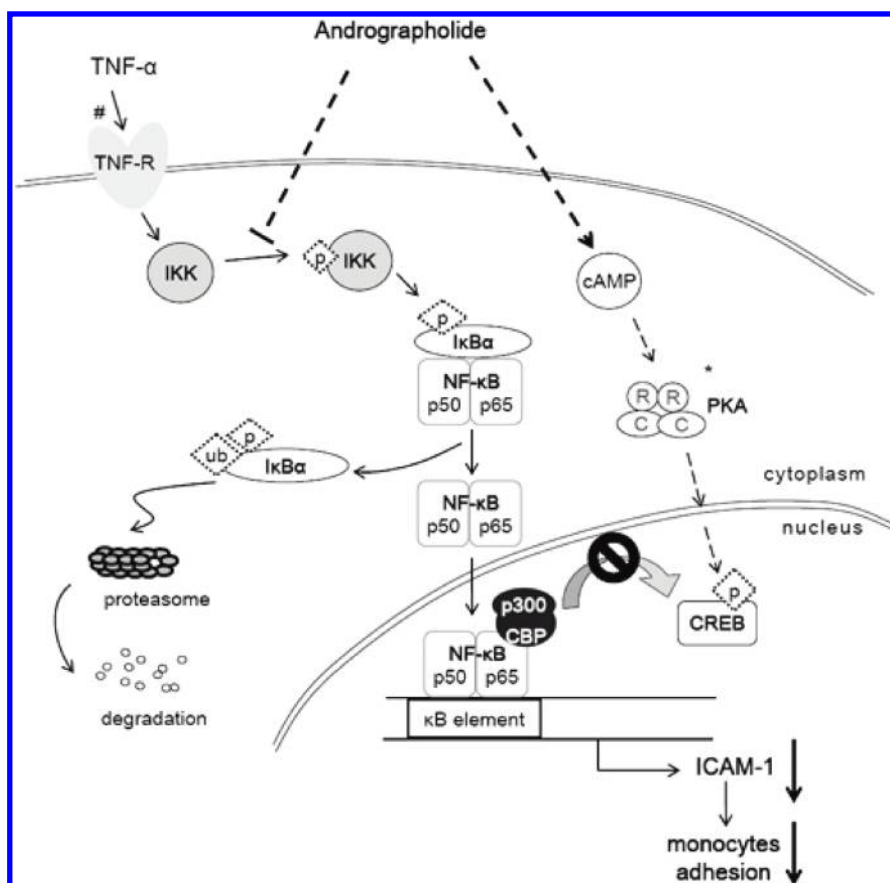 Andrographolide
TNF-α
#
TNF-R
IKK
p
IKK
cAMP
p
IκBα
NF-κB
p50
p65
*
R
R
C
C
PKA
ub
p
IκBα
cytoplasm
nucleus
NF-κB
p50
p65
proteasome
p300
CBP
p
CREB
NF-κB
p50
p65
degradation
κB element
ICAM-1
monocytes
adhesion